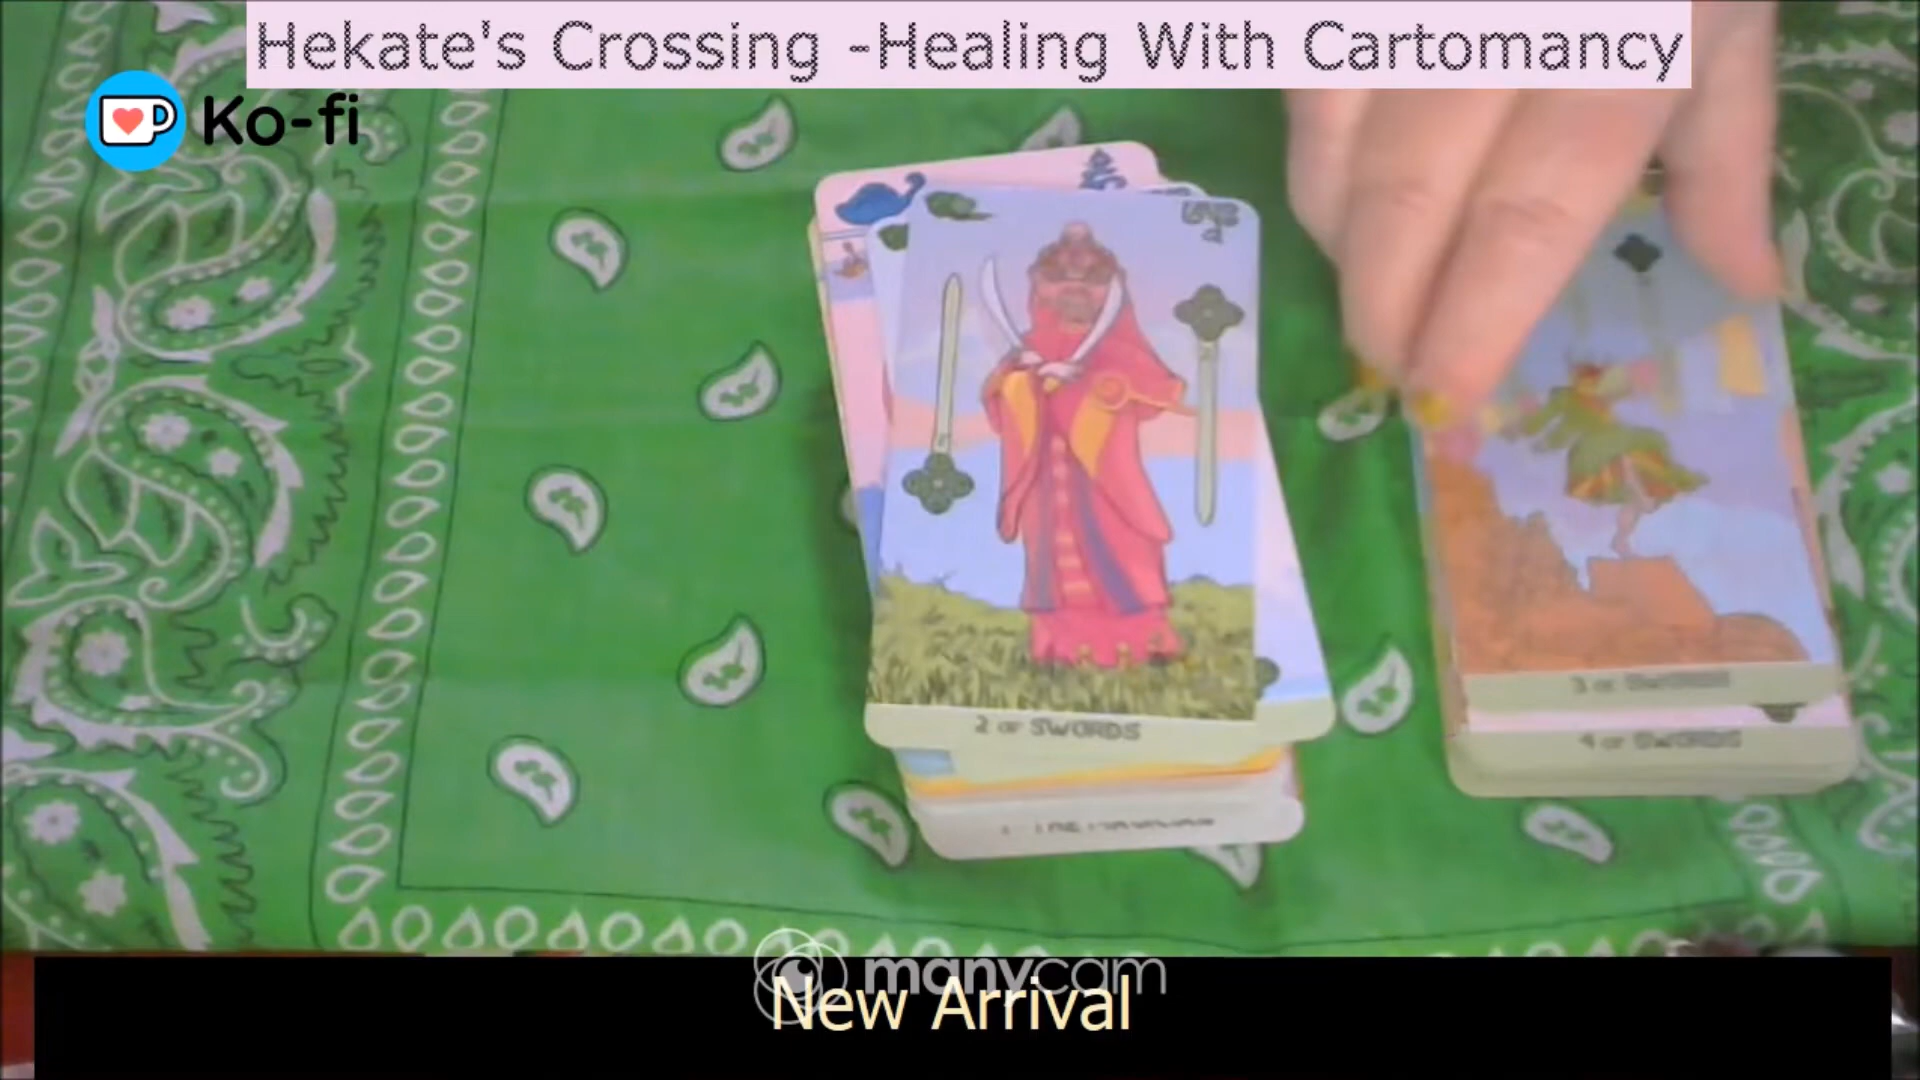 Hekate's Crossing -Healing With Cartomancy
Ko-fi
2 OF SWORDS
3 OF SWORDS
4 OF SWORDS
manycam
New Arrival